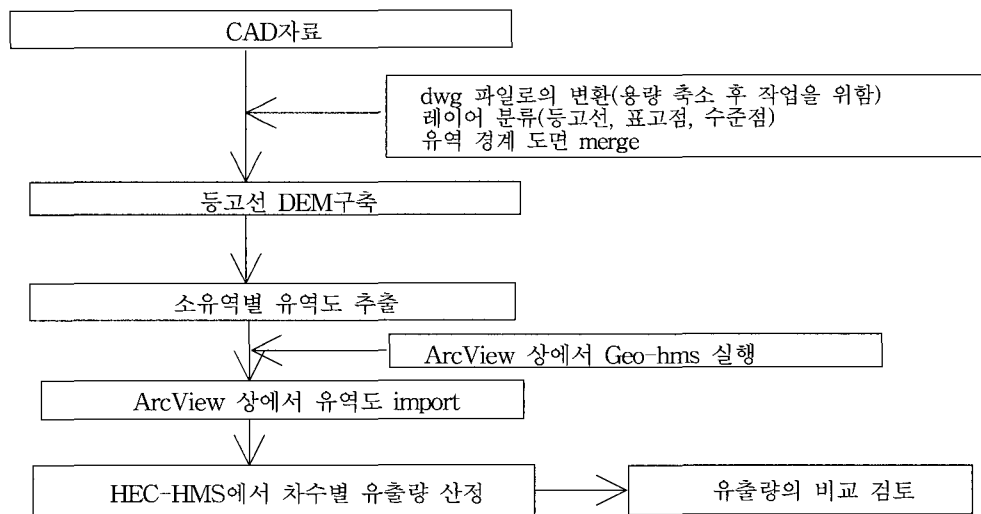 CAD자료
dwg 파일로의 변환(용량 축소 후 작업을 위함)
레이어 분류(등고선, 표고점, 수준점)
유역 경계 도면 merge
등고선 DEM구축
소유역별 유역도 추출
ArcView 상에서 Geo-hms 실행
ArcView 상에서 유역도 import
HEC-HMS에서 차수별 유출량 산정
유출량의 비교 검토